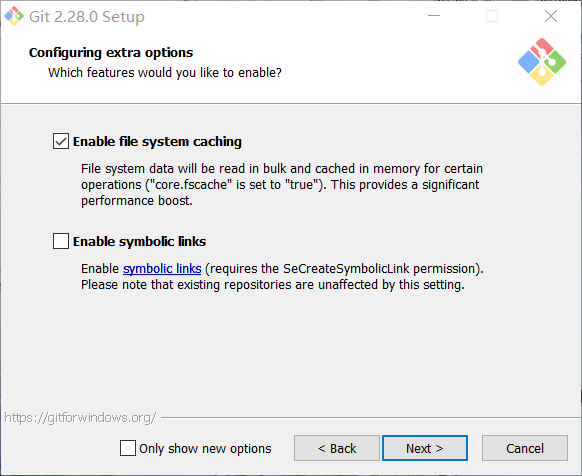 Git 2.28.0 Setup
Configuring extra options
Which features would you like to enable?
Enable file system caching
File system data will be read in bulk and cached in memory for certain
operations ("core.fscache" is set to "true"). This provides a significant
performance boost.
Enable symbolic links
Enable symbolic links (requires the SeCreateSymbolicLink permission).
Please note that existing repositories are unaffected by this setting.
https://gitforwindows.org/
Only show new options
< Back
Next >
Cancel